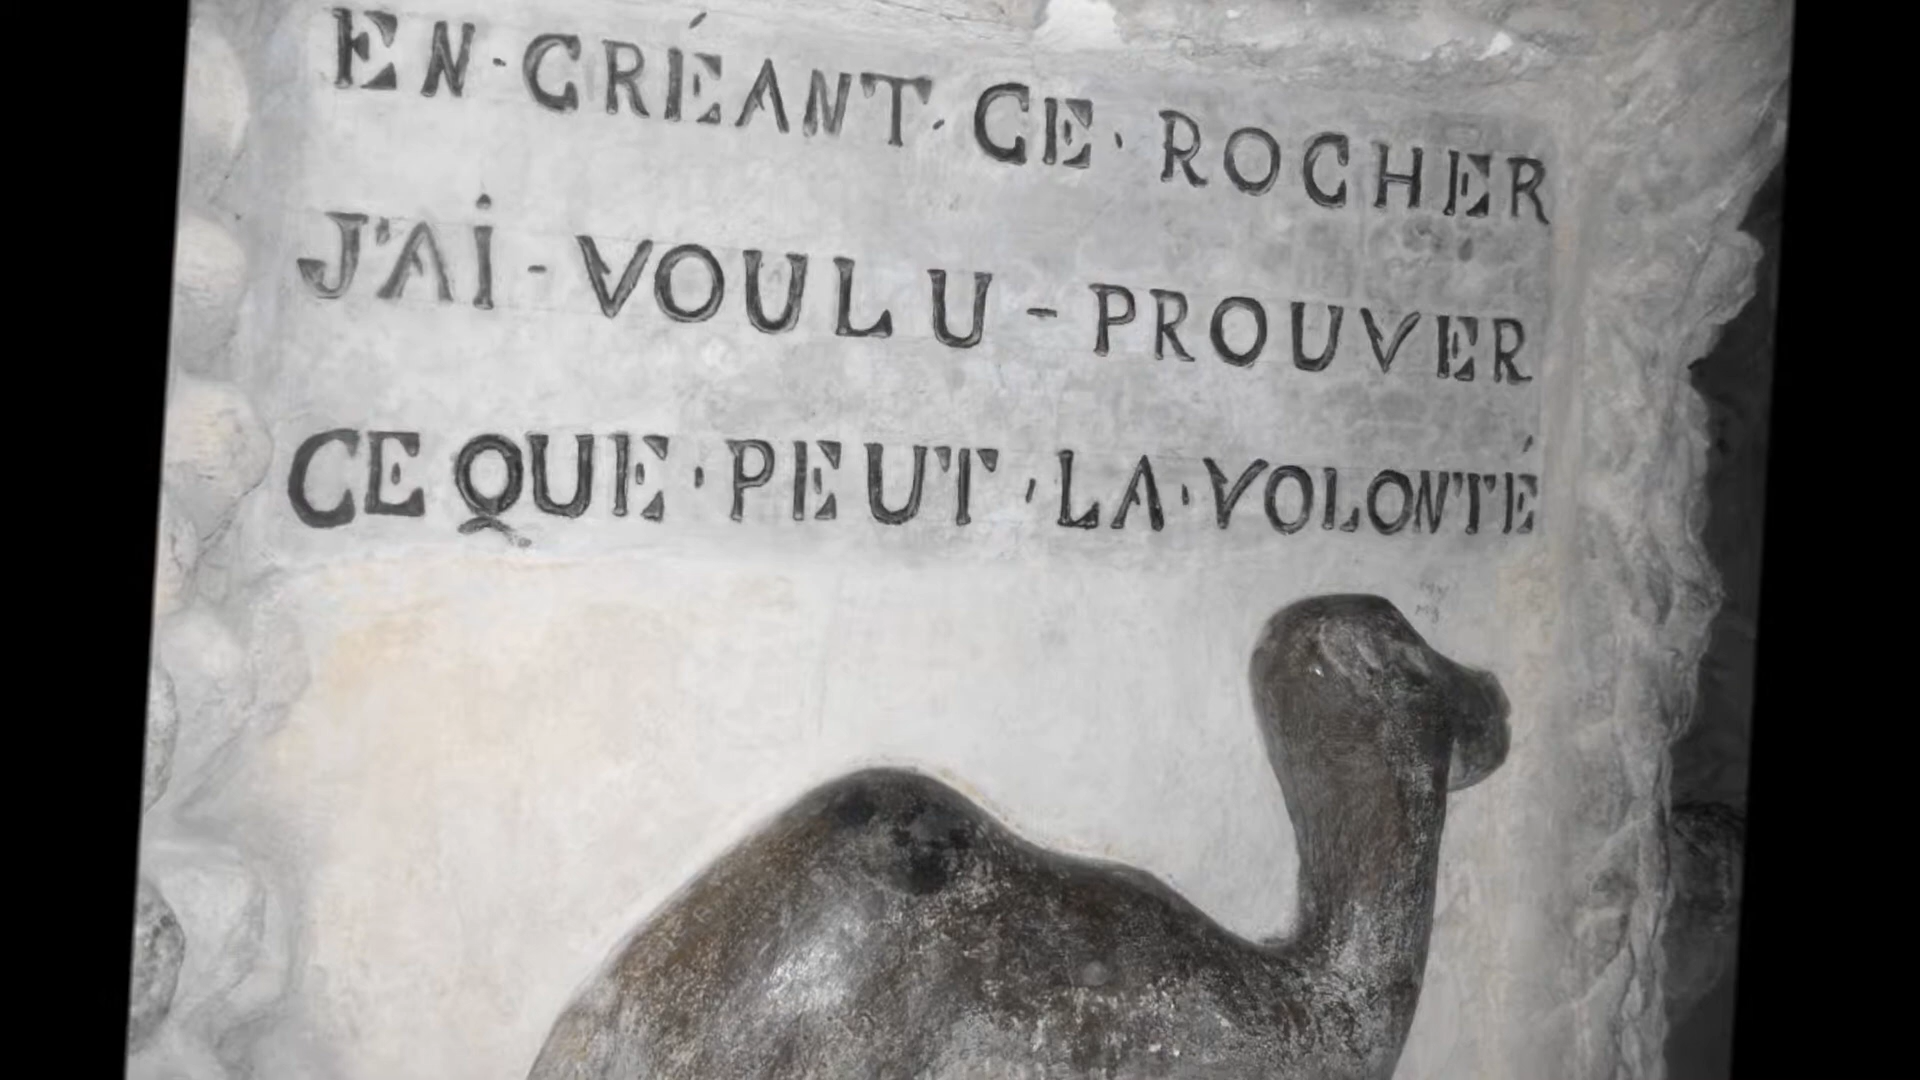 EN · CRÉANT · CE · ROCHER
J'AI - VOULU - PROUVER
CE QUE · PEUT · LA · VOLONTÉ